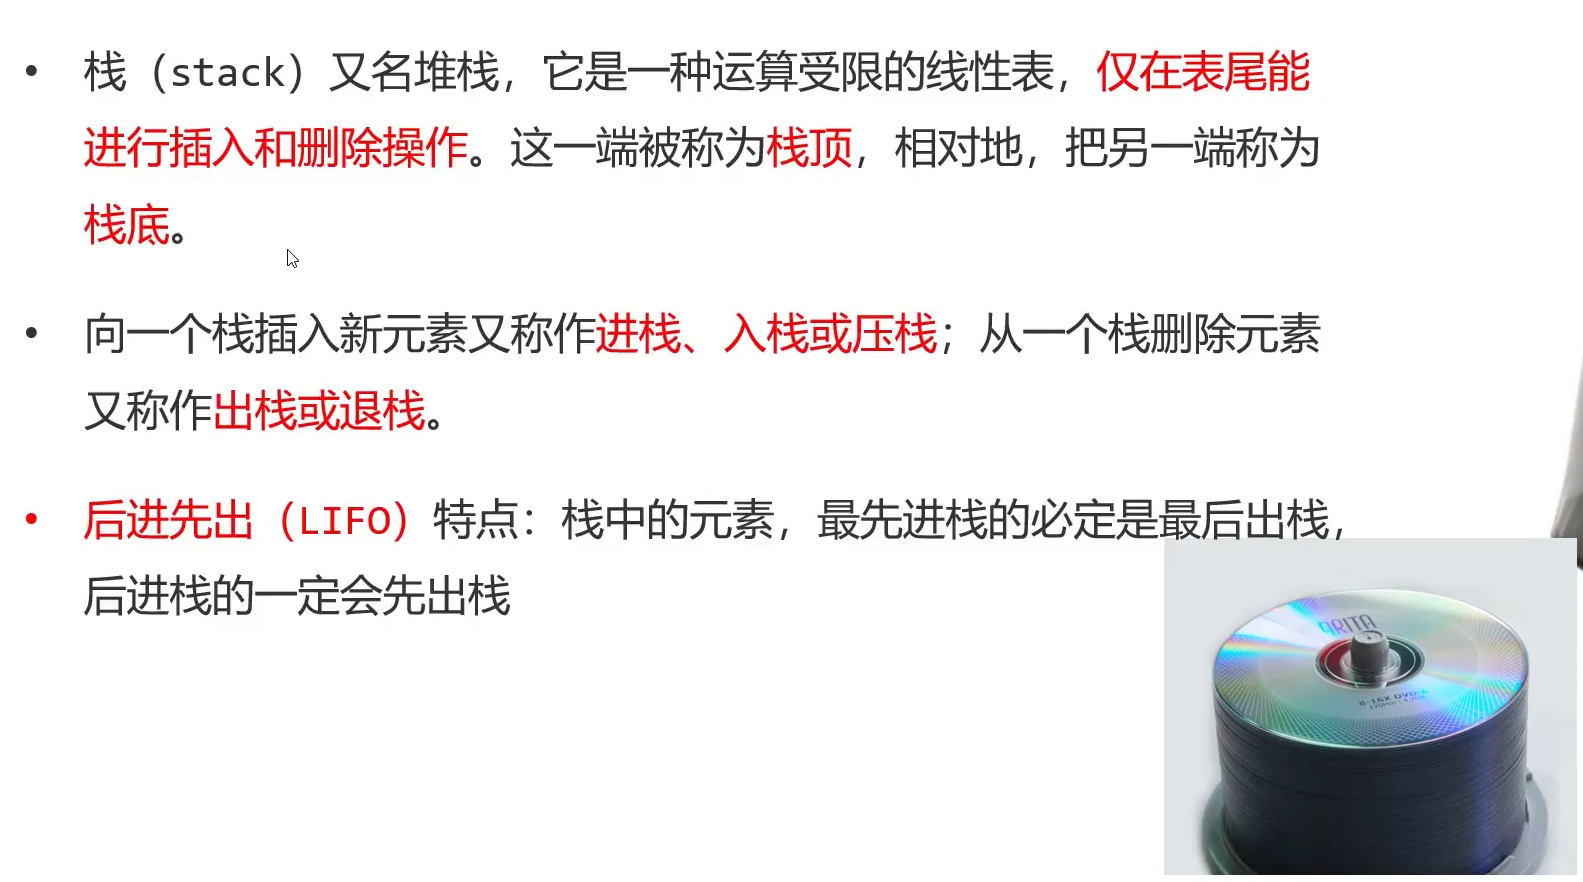 • 栈（stack）又名堆栈，它是一种运算受限的线性表，仅在表尾能
进行插入和删除操作。这一端被称为栈顶，相对地，把另一端称为
栈底。
• 向一个栈插入新元素又称作进栈、入栈或压栈；从一个栈删除元素
又称作出栈或退栈。
• 后进先出（LIFO）特点：栈中的元素，最先进栈的必定是最后出栈，
后进栈的一定会先出栈
RITA
8-16X DVD-R